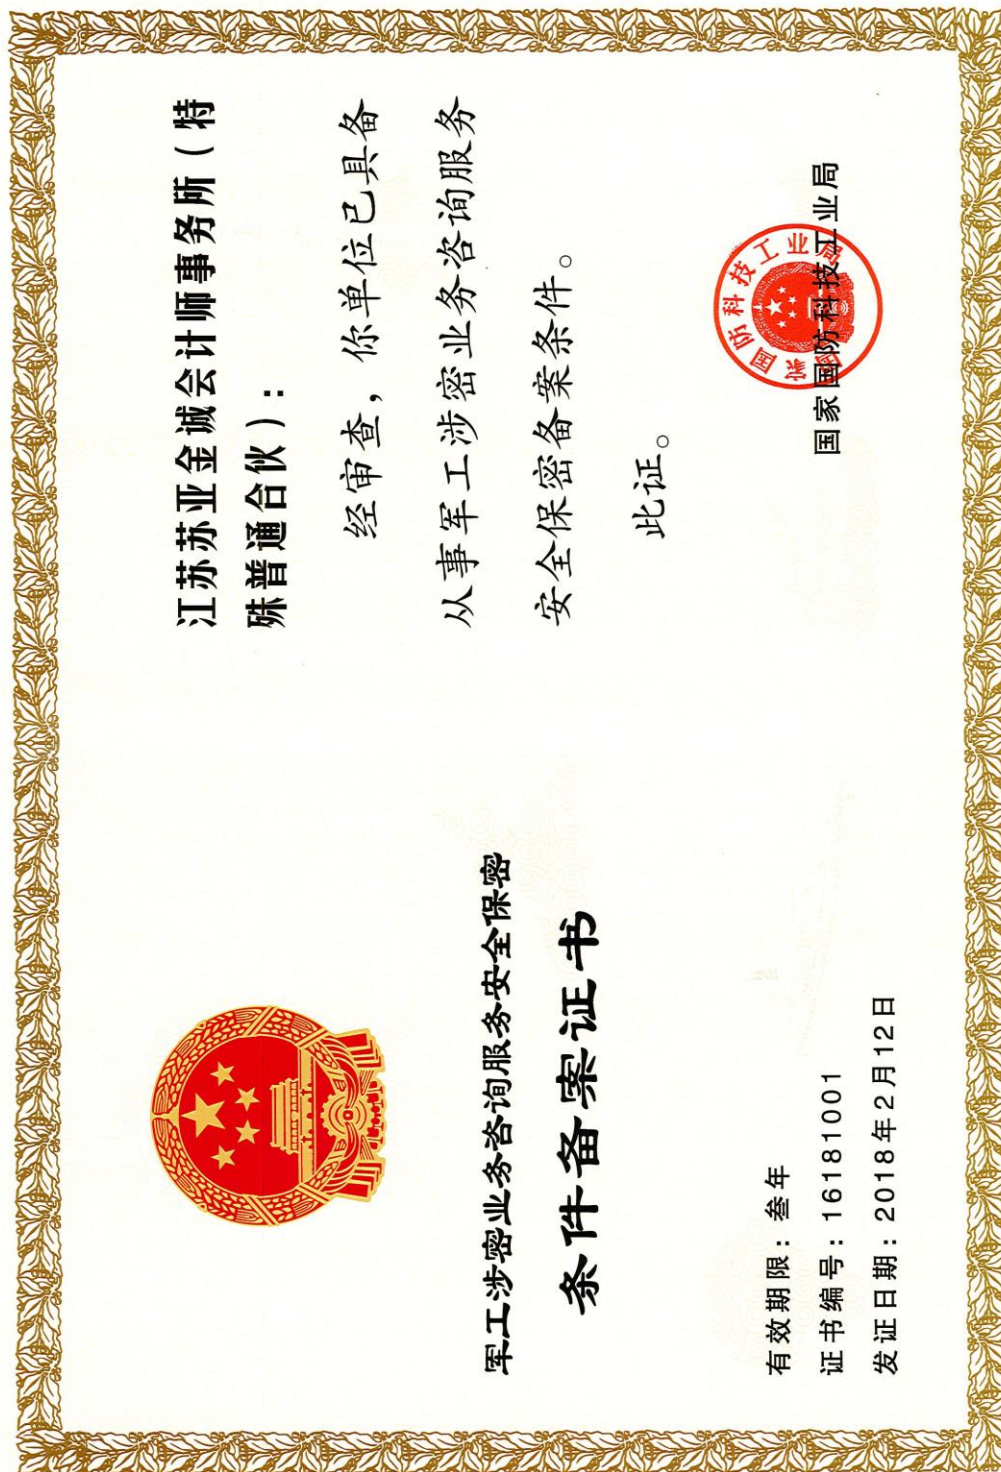 军工涉密业务咨询服务安全保密
条件备案证书
有效期限：叁年
证书编号：16181001
发证日期：2018年2月12日
江苏苏亚金诚会计师事务所（特
殊普通合伙）：
经审查，你单位已具备
从事军工涉密业务咨询服务
安全保密备案条件。
此证。
国家国防科技工业局
国家国防科技工业局